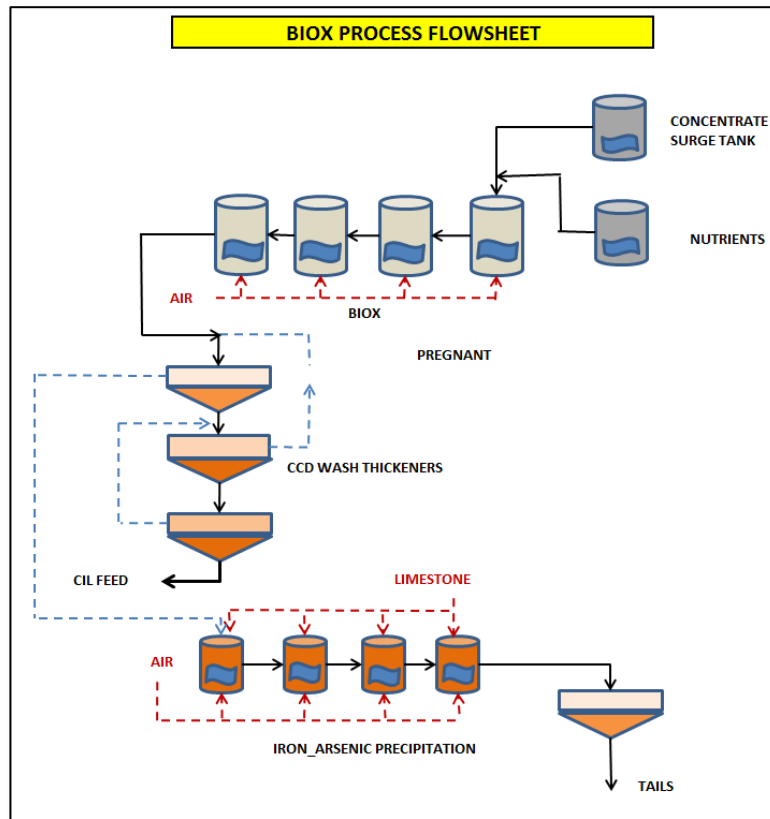 BIOX PROCESS FLOWSHEET
CONCENTRATE
SURGE TANK
NUTRIENTS
AIR
BIOX
PREGNANT
CCD WASH THICKENERS
CIL FEED
LIMESTONE
AIR
IRON_ARSENIC PRECIPITATION
TAILS